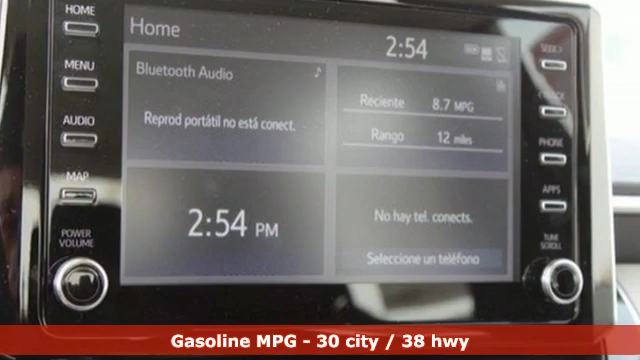 HOME
MENU
AUDIO
MAP
POWER
VOLUME
Home
2:54
Bluetooth Audio
Reprod portátil no está conect.
Reciente 8.7 MPG
Rango 12 miles
2:54 PM
No hay tel. conects.
Seleccione un teléfono
SEEK >
PHONE
APPS
TUNE
SCROLL
Gasoline MPG - 30 city / 38 hwy